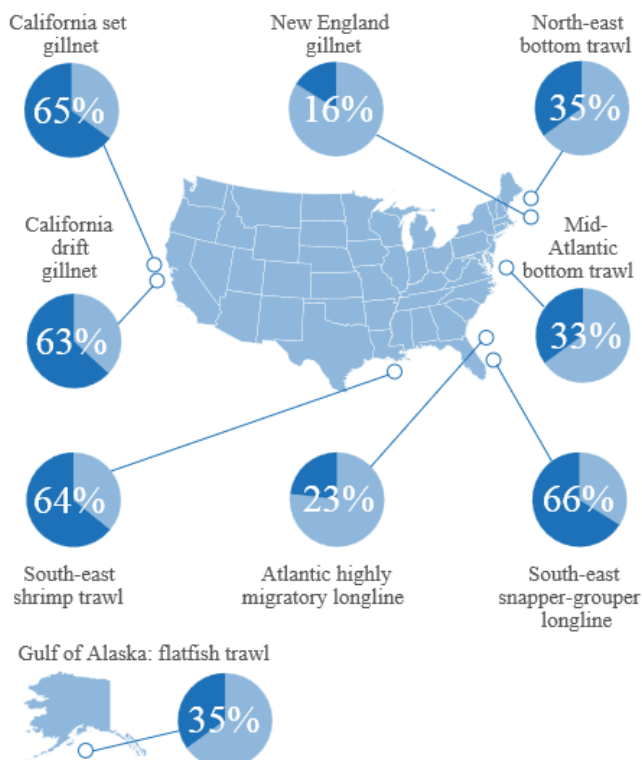 California set
gillnet
65%
New England
gillnet
16%
North-east
bottom trawl
35%
California
drift
gillnet
63%
Mid-
Atlantic
bottom trawl
33%
64%
South-east
shrimp trawl
23%
Atlantic highly
migratory longline
66%
South-east
snapper-grouper
longline
Gulf of Alaska: flatfish trawl
35%